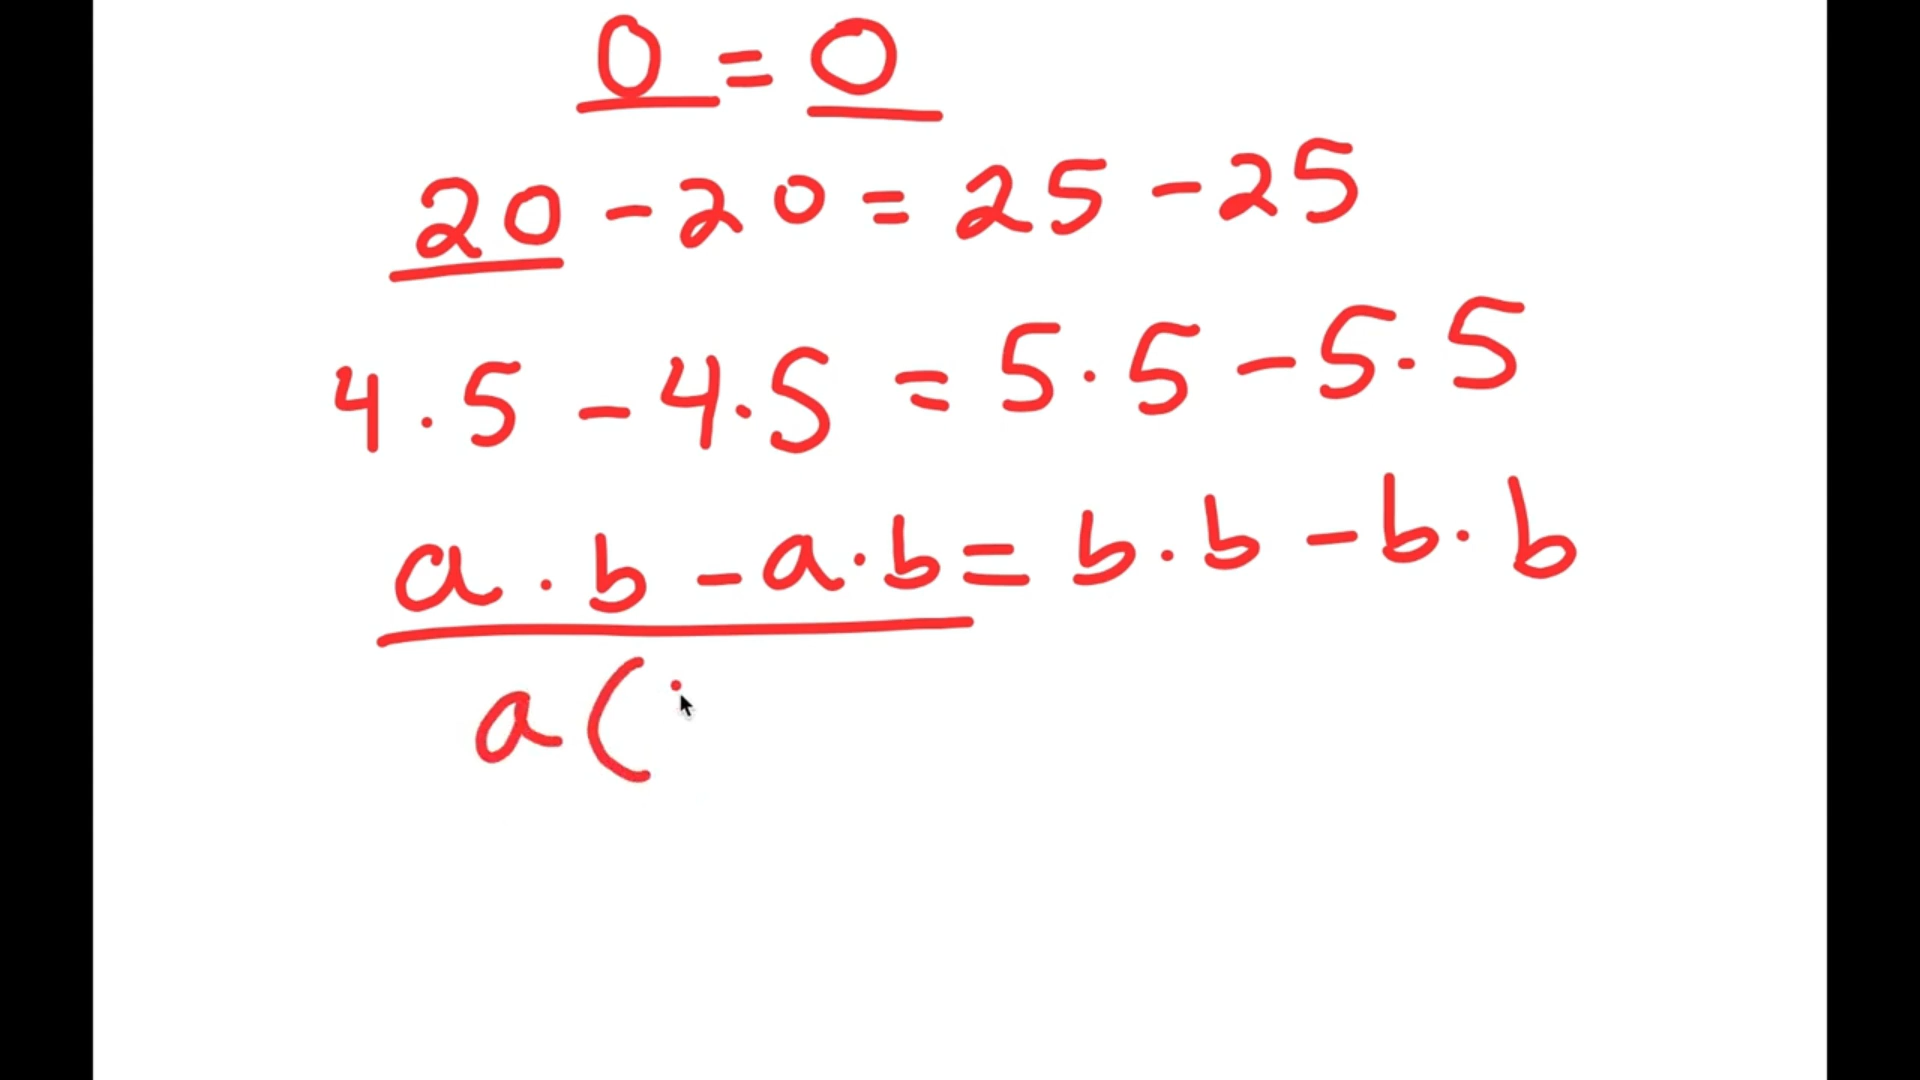 0 = 0
20 - 20 = 25 - 25
4 · 5 - 4 · 5 = 5 · 5 - 5 · 5
a · b - a · b = b · b - b · b
a (